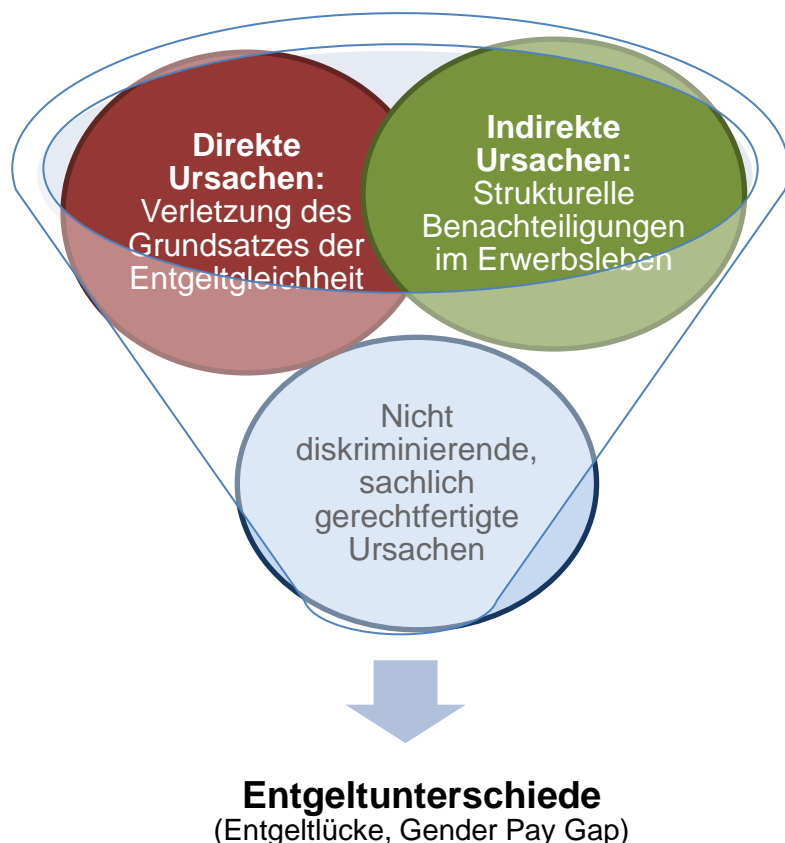 Direkte
Ursachen:
Verletzung des
Grundsatzes der
Entgeltgleichheit
Indirekte
Ursachen:
Strukturelle
Benachteiligungen
im Erwerbsleben
Nicht
diskriminierende,
sachlich
gerechtfertigte
Ursachen
Entgeltunterschiede
(Entgeltlücke, Gender Pay Gap)